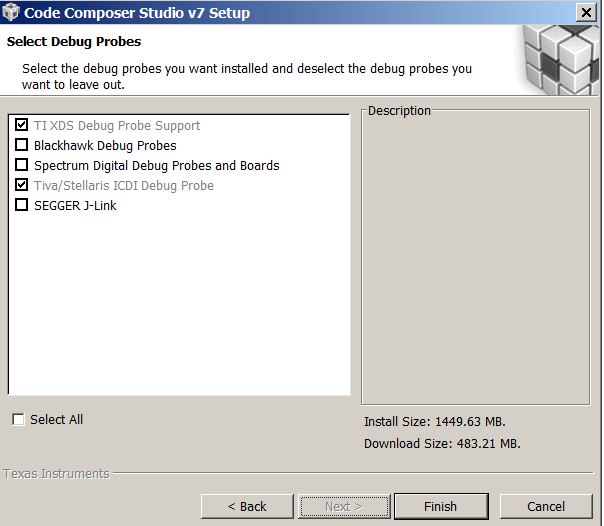 Code Composer Studio v7 Setup
Select Debug Probes
Select the debug probes you want installed and deselect the debug probes you
want to leave out.
Description
TI XDS Debug Probe Support
Blackhawk Debug Probes
Spectrum Digital Debug Probes and Boards
Tiva/Stellaris ICDI Debug Probe
SEGGER J-Link
Select All
Install Size: 1449.63 MB.
Download Size: 483.21 MB.
Texas Instruments
< Back
Next >
Finish
Cancel